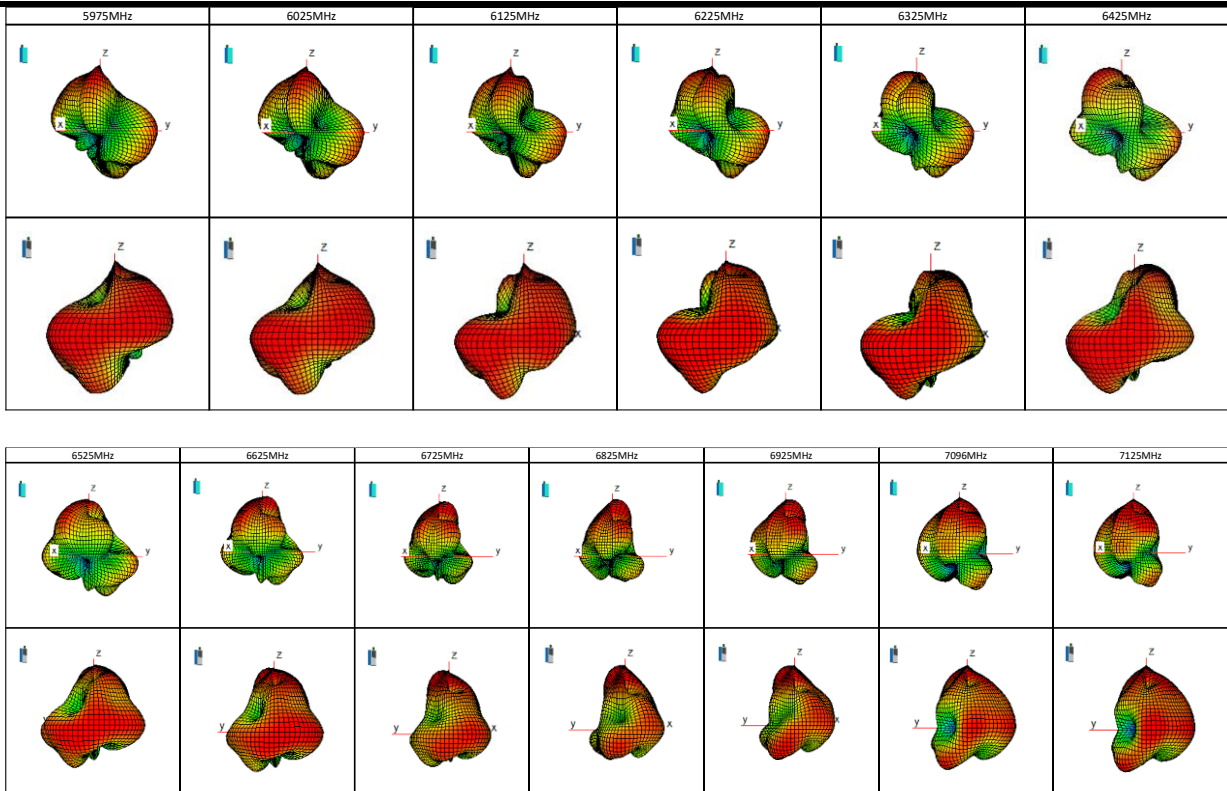 5975MHz 6025MHz 6125MHz 6225MHz 6325MHz 6425MHz
z z z z z z
x y x y x y x y x y x y
z z z z z z
x x x
6525MHz 6625MHz 6725MHz 6825MHz 6925MHz 7096MHz 7125MHz
z z z z z z z
x y x y x y x y x y x y x y
z z z z z z z
y y y x y y x y y